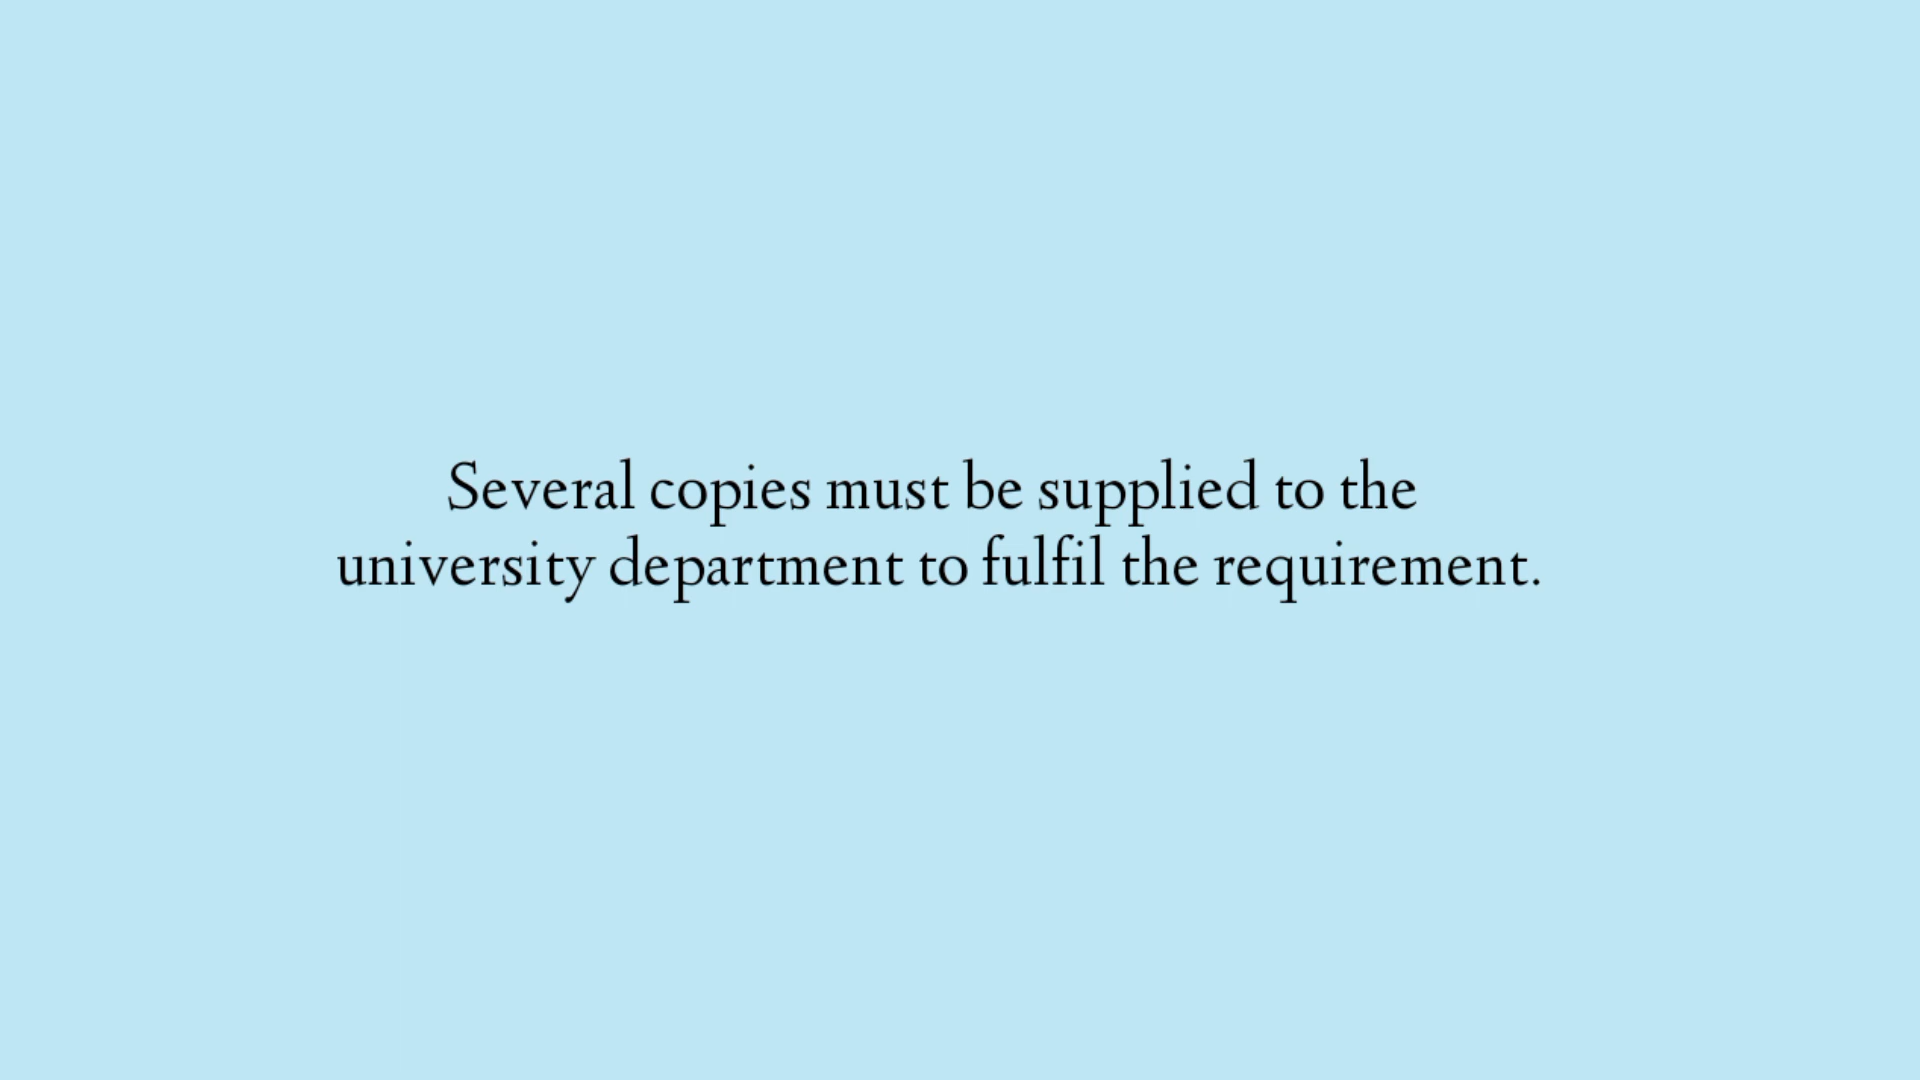 Several copies must be supplied to the
university department to fulfil the requirement.